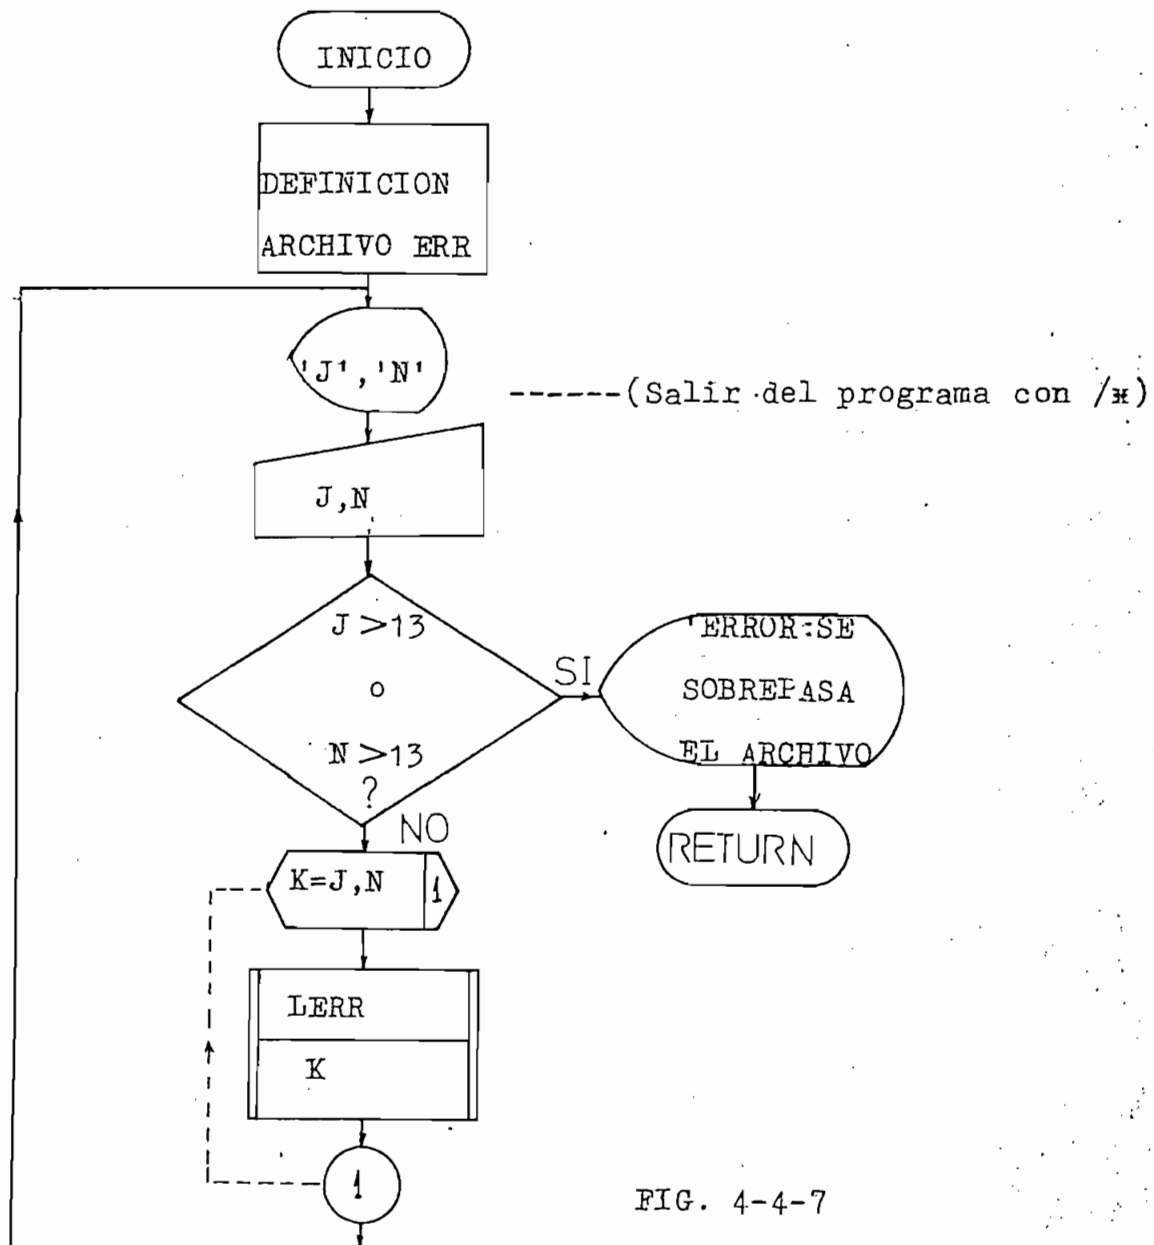 INICIO
DEFINICION
ARCHIVO ERR
'J','N'
------(Salir del programa con /*)
J,N
J >13
o
N >13
?
SI
'ERROR:SE
SOBREPASA
EL ARCHIVO
RETURN
NO
K=J,N 1
LERR
K
1
FIG. 4-4-7